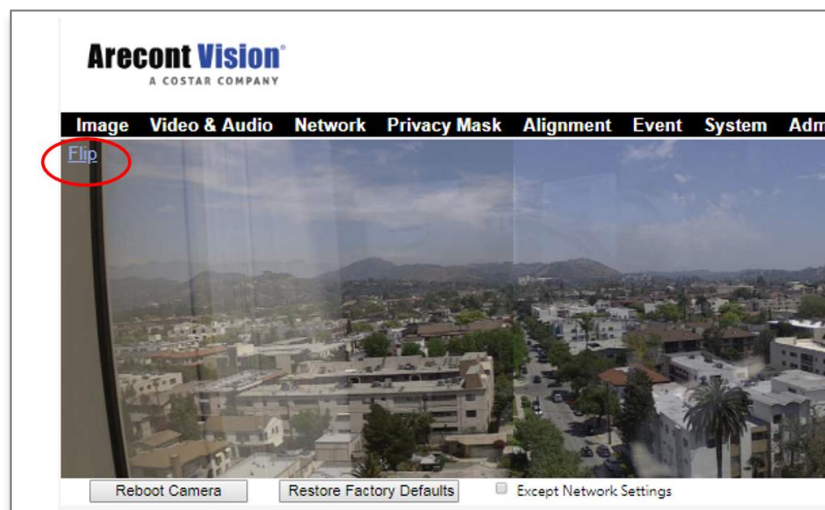 Arecont Vision®
A COSTAR COMPANY
Image Video & Audio Network Privacy Mask Alignment Event System Adm
Flip
Reboot Camera Restore Factory Defaults Except Network Settings